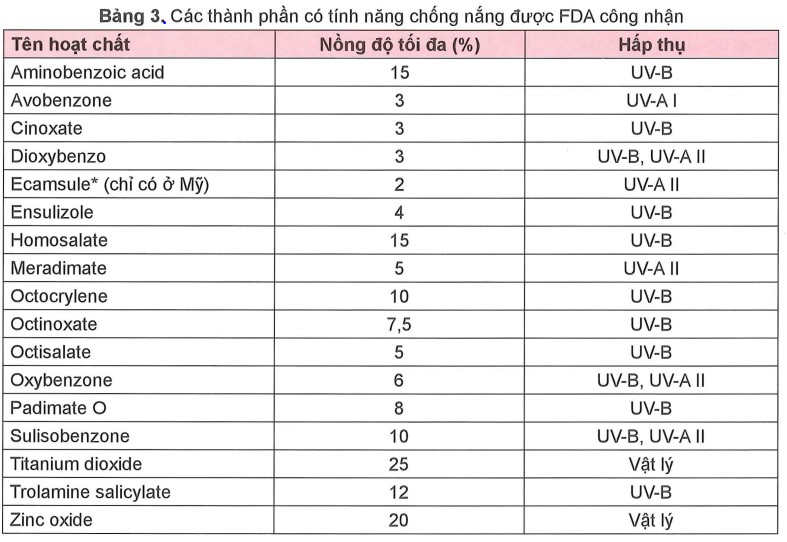 Bảng 3. Các thành phần có tính năng chống nắng được FDA công nhận
Tên hoạt chất Nồng độ tối đa (%) Hấp thụ
Aminobenzoic acid 15 UV-B
Avobenzone 3 UV-A I
Cinoxate 3 UV-B
Dioxybenzo 3 UV-B, UV-A II
Ecamsule* (chỉ có ở Mỹ) 2 UV-A II
Ensulizole 4 UV-B
Homosalate 15 UV-B
Meradimate 5 UV-A II
Octocrylene 10 UV-B
Octinoxate 7,5 UV-B
Octisalate 5 UV-B
Oxybenzone 6 UV-B, UV-A II
Padimate O 8 UV-B
Sulisobenzone 10 UV-B, UV-A II
Titanium dioxide 25 Vật lý
Trolamine salicylate 12 UV-B
Zinc oxide 20 Vật lý